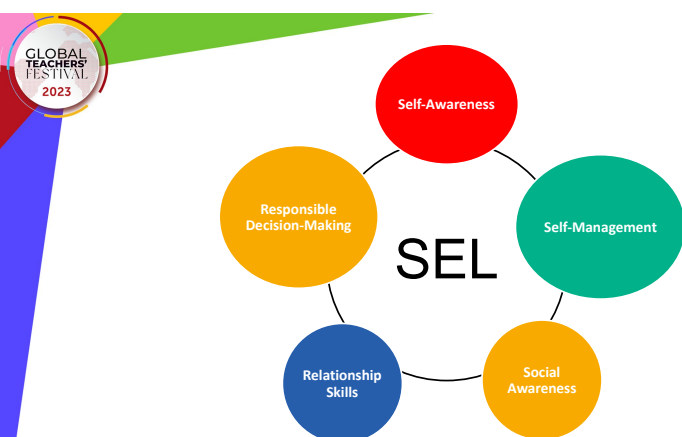 GLOBAL
TEACHERS'
FESTIVAL
2023
Self-Awareness
Responsible
Decision-Making
SEL
Self-Management
Relationship
Skills
Social
Awareness